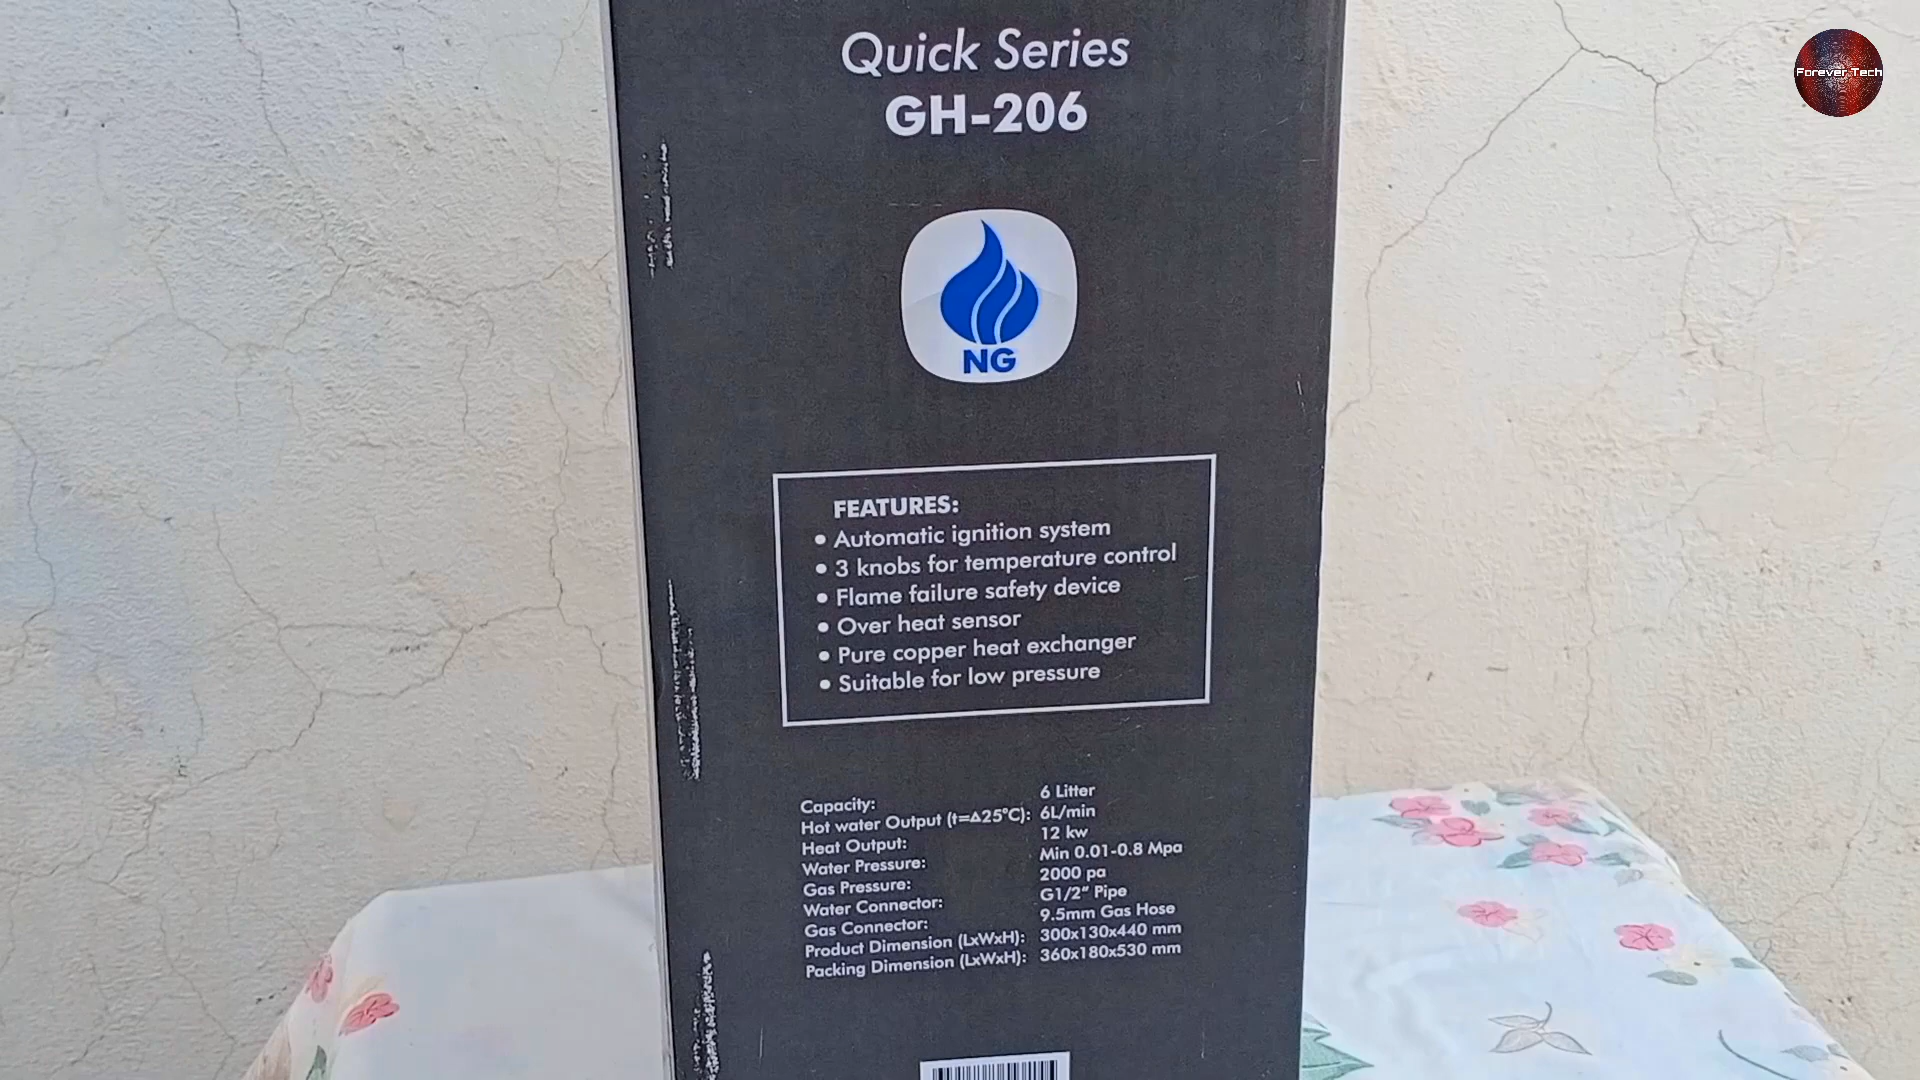 Quick Series
GH-206
Forever Tech
NG
FEATURES:
• Automatic ignition system
• 3 knobs for temperature control
• Flame failure safety device
• Over heat sensor
• Pure copper heat exchanger
• Suitable for low pressure
Capacity: 6 Litter
Hot water Output (t=∆25°C): 6L/min
Heat Output: 12 kw
Water Pressure: Min 0.01-0.8 Mpa
Gas Pressure: 2000 pa
Water Connector: G1/2" Pipe
Gas Connector: 9.5mm Gas Hose
Product Dimension (LxWxH): 300x130x440 mm
Packing Dimension (LxWxH): 360x180x530 mm